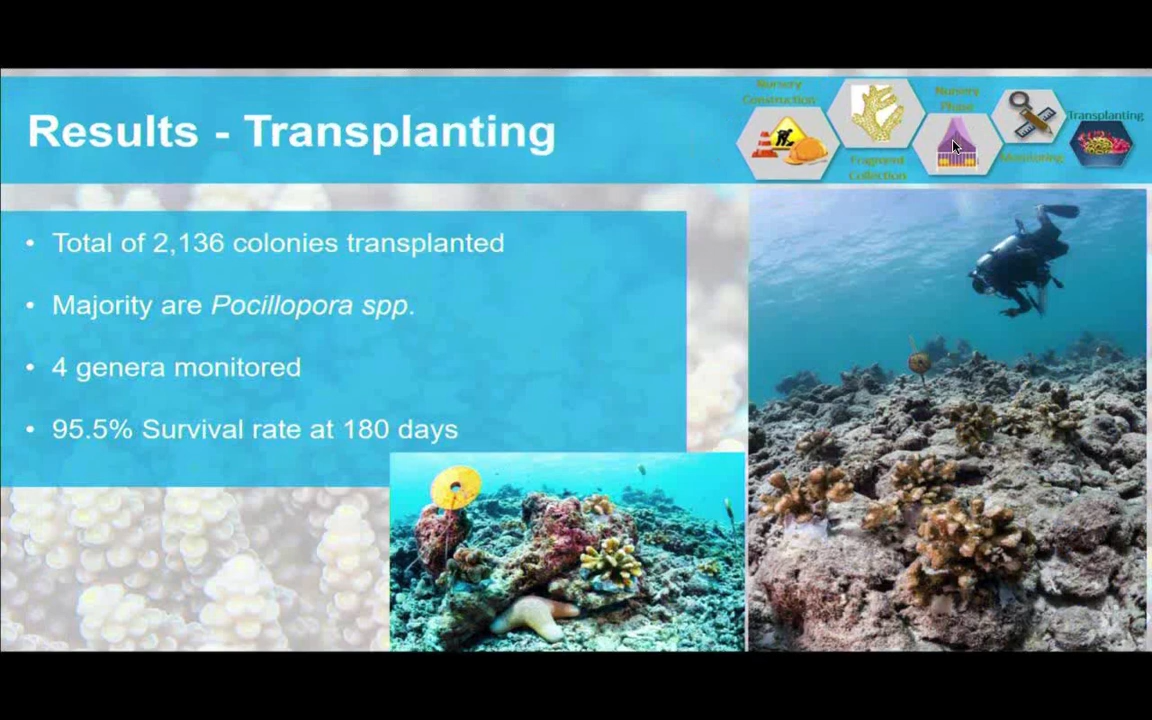 Results - Transplanting
Nursery
Construction
Fragment
Collection
Nursery
Phase
Monitoring
Transplanting
• Total of 2,136 colonies transplanted
• Majority are Pocillopora spp.
• 4 genera monitored
• 95.5% Survival rate at 180 days